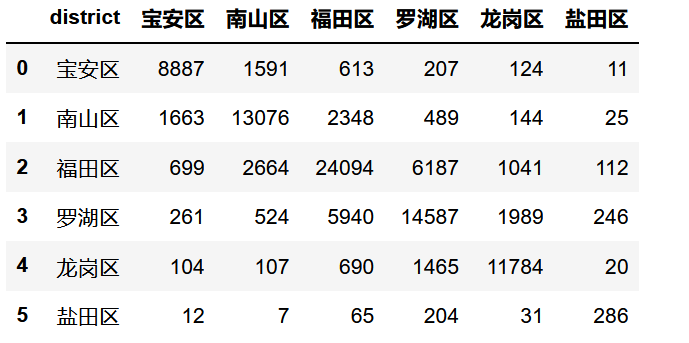 district 宝安区 南山区 福田区 罗湖区 龙岗区 盐田区
0 宝安区 8887 1591 613 207 124 11
1 南山区 1663 13076 2348 489 144 25
2 福田区 699 2664 24094 6187 1041 112
3 罗湖区 261 524 5940 14587 1989 246
4 龙岗区 104 107 690 1465 11784 20
5 盐田区 12 7 65 204 31 286